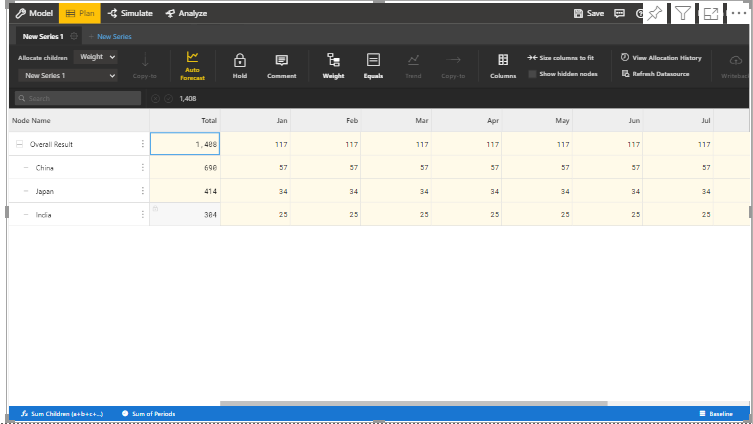 Model Plan Simulate Analyze Save
New Series 1 + New Series
Allocate children Weight
New Series 1
Copy-to
Auto Forecast
Hold
Comment
Weight
Equals
Trend
Copy-to
Columns
Size columns to fit
Show hidden nodes
View Allocation History
Refresh Datasource
Writeback
Search 1,408
Node Name Total Jan Feb Mar Apr May Jun Jul
Overall Result 1,408 117 117 117 117 117 117 117
China 690 57 57 57 57 57 57 57
Japan 414 34 34 34 34 34 34 34
India 304 25 25 25 25 25 25 25
Sum Children (a+b+c+...) Sum of Periods Baseline